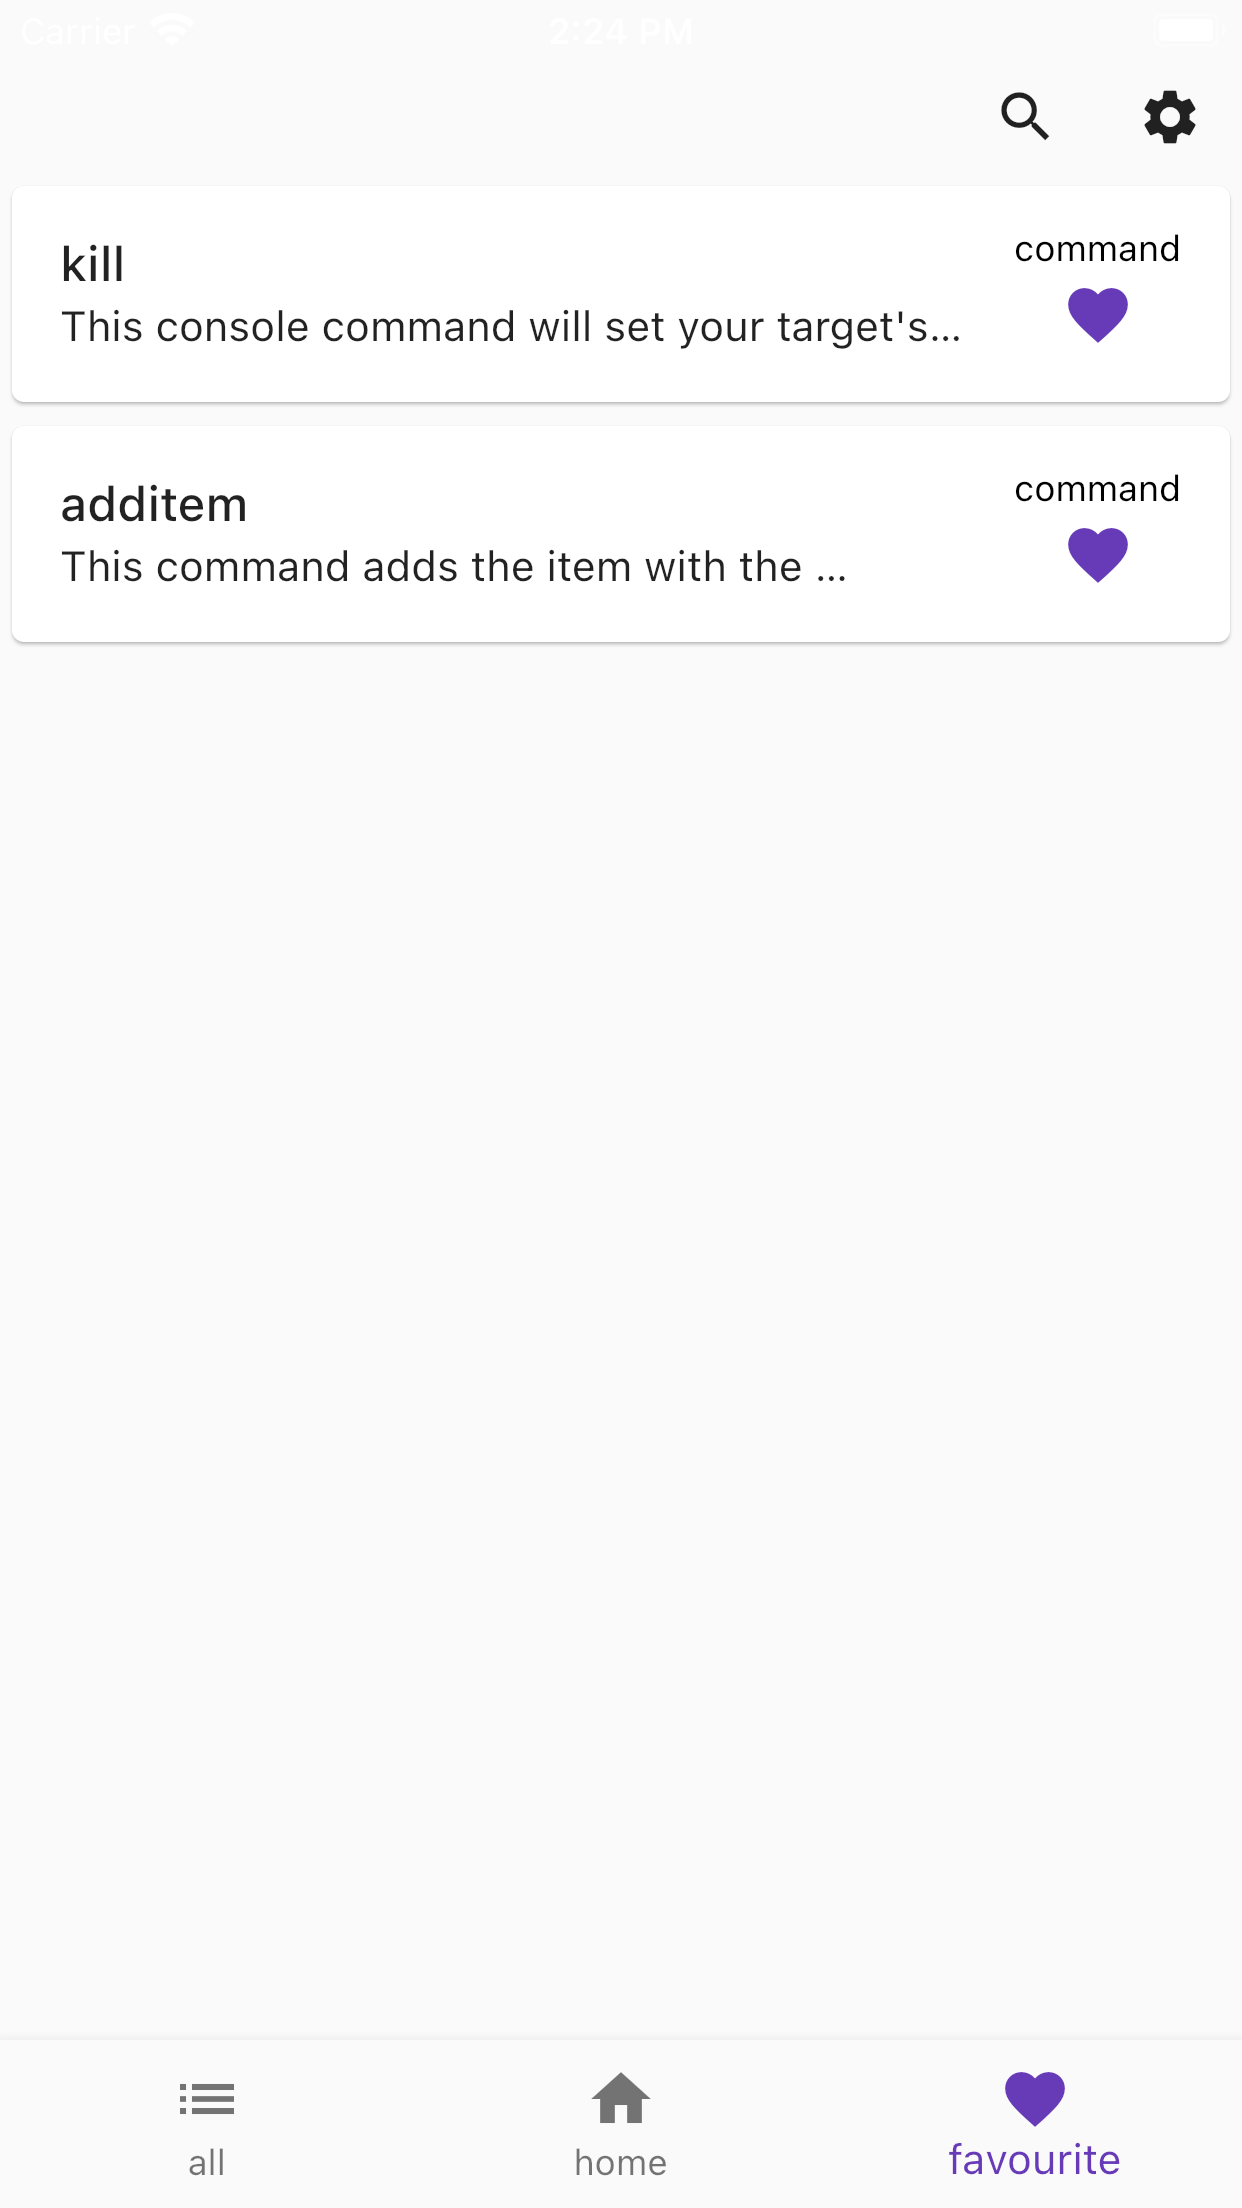 Carrier 2:24 PM
kill
command
This console command will set your target's...
additem
command
This command adds the item with the ...
all
home
favourite